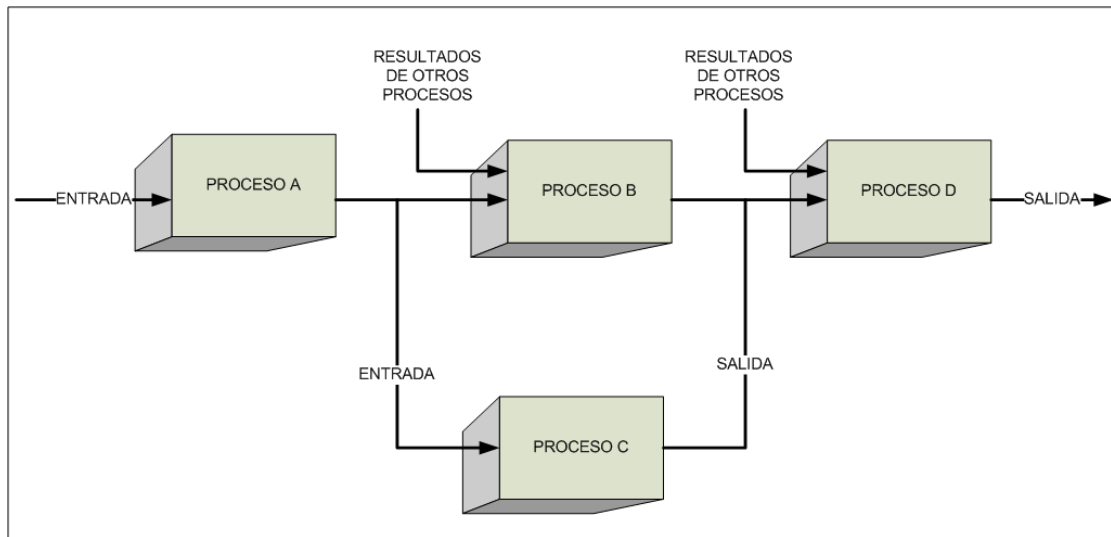 RESULTADOS
DE OTROS
PROCESOS
RESULTADOS
DE OTROS
PROCESOS
ENTRADA
PROCESO A
PROCESO B
PROCESO D
SALIDA
ENTRADA
SALIDA
PROCESO C